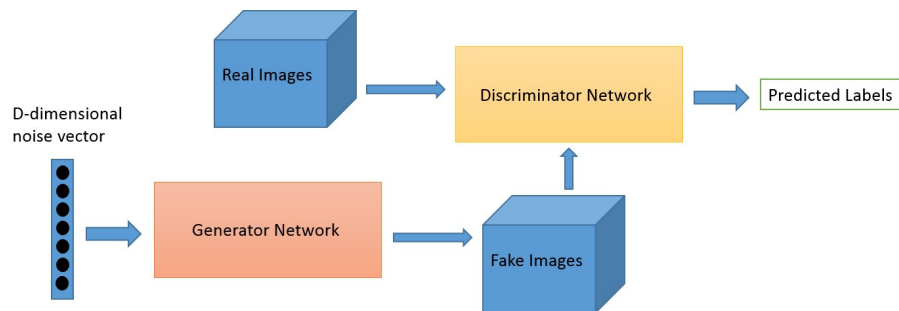 Real Images
Discriminator Network
Predicted Labels
D-dimensional
noise vector
Generator Network
Fake Images